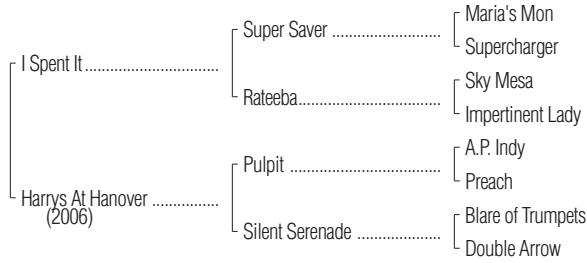 Maria's Mon
Super Saver ......................
Supercharger
I Spent It ............................
Sky Mesa
Rateeba.............................
Impertinent Lady
A.P. Indy
Pulpit ...............................
Preach
Harrys At Hanover ..............
(2006)
Blare of Trumpets
Silent Serenade .................
Double Arrow